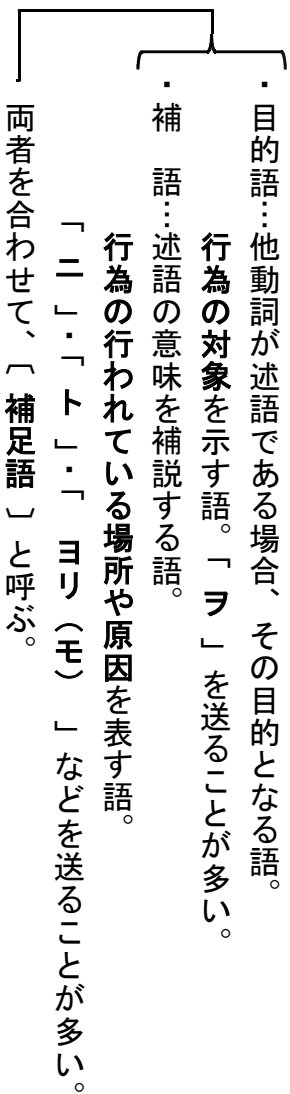 ・目的語…他動詞が述語である場合、その目的となる語。
行為の対象を示す語。「ヲ」を送ることが多い。
・補　語…述語の意味を補説する語。
行為の行われている場所や原因を表す語。
「ニ」・「ト」・「ヨリ（モ）」などを送ることが多い。
両者を合わせて、〔補足語〕と呼ぶ。